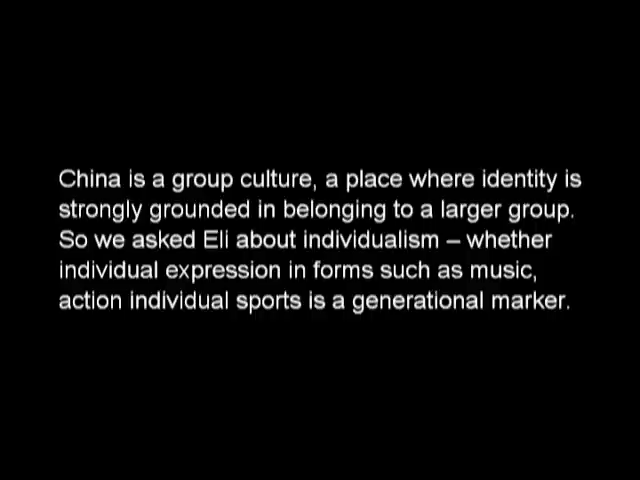 China is a group culture, a place where identity is
strongly grounded in belonging to a larger group.
So we asked Eli about individualism – whether
individual expression in forms such as music,
action individual sports is a generational marker.